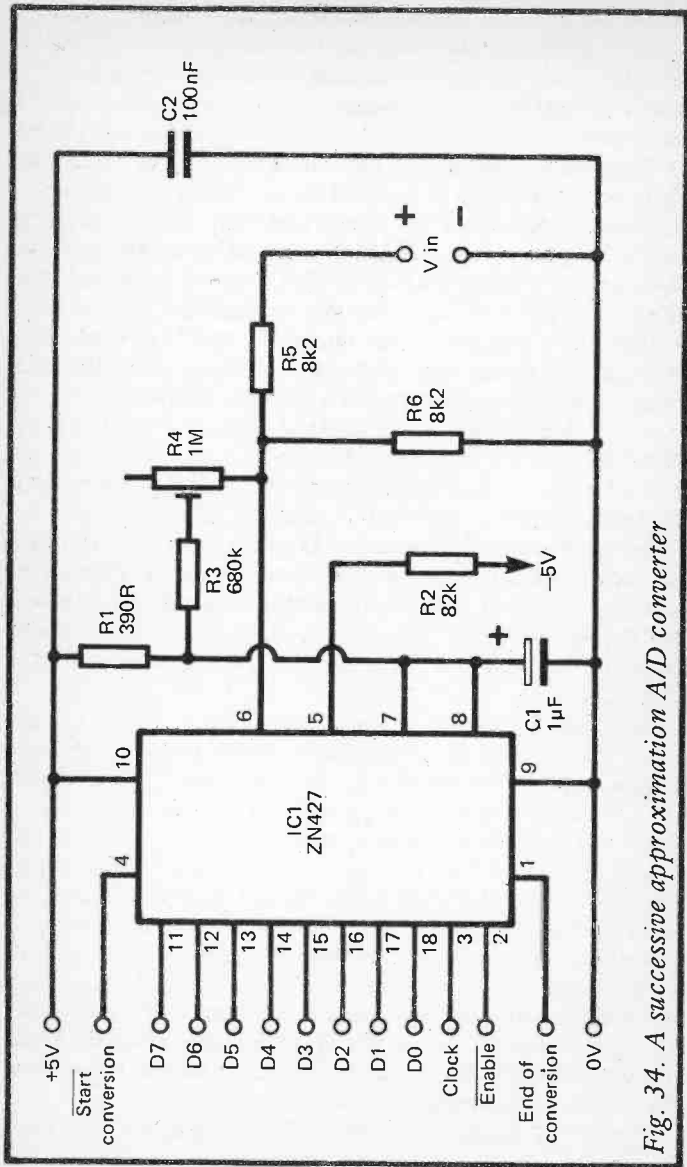 +5V
Start
conversion
D7
D6
D5
D4
D3
D2
D1
D0
Clock
Enable
End of
conversion
0V
4
10
11
12
13
14
15
16
17
18
3
2
1
9
IC1
ZN427
6
5
7
8
R1
390R
R3
680k
R4
1M
R5
8k2
R6
8k2
R2
82k
−5V
+
C1
1µF
C2
100nF
+
V in
−
Fig. 34. A successive approximation A/D converter